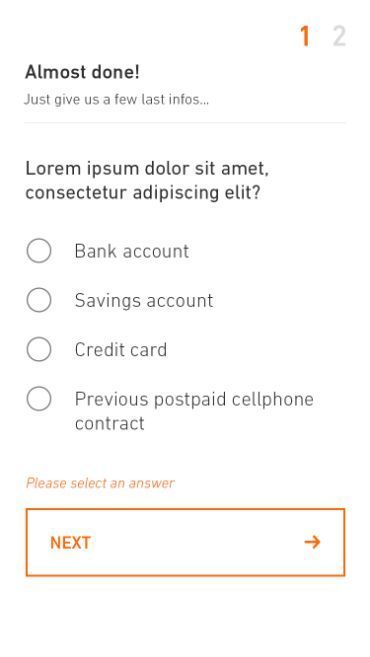 1 2
Almost done!
Just give us a few last infos...
Lorem ipsum dolor sit amet,
consectetur adipiscing elit?
Bank account
Savings account
Credit card
Previous postpaid cellphone
contract
Please select an answer
NEXT